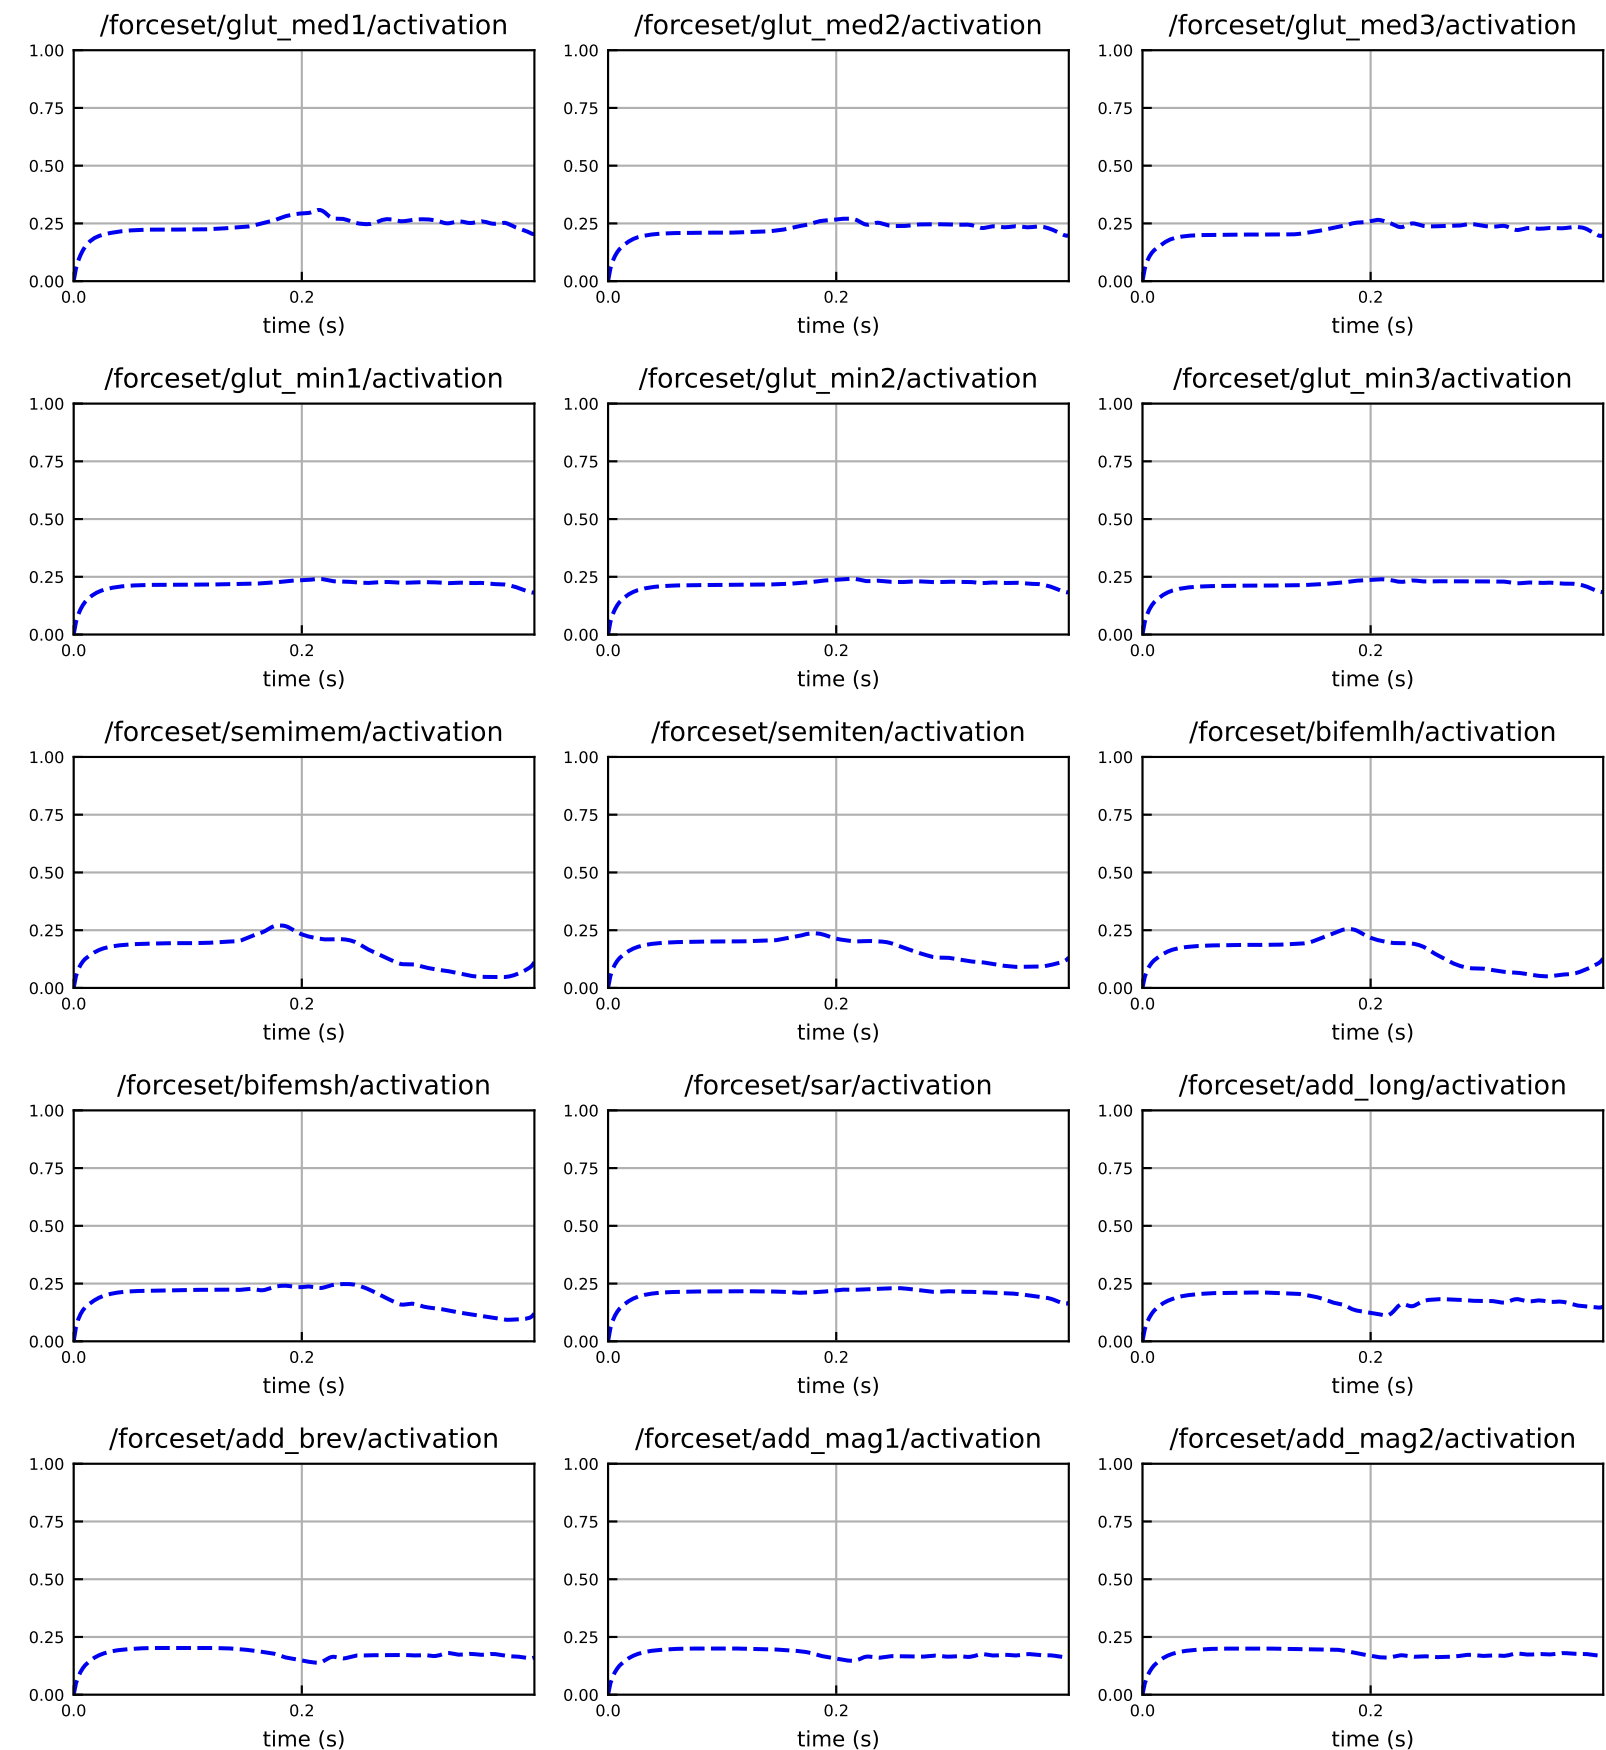 /forceset/glut_med1/activation /forceset/glut_med2/activation /forceset/glut_med3/activation
1.00 1.00 1.00
0.75 0.75 0.75
0.50 0.50 0.50
0.25 0.25 0.25
0.00 0.00 0.00
0.0 0.2 0.0 0.2 0.0 0.2
time (s) time (s) time (s)
/forceset/glut_min1/activation /forceset/glut_min2/activation /forceset/glut_min3/activation
1.00 1.00 1.00
0.75 0.75 0.75
0.50 0.50 0.50
0.25 0.25 0.25
0.00 0.00 0.00
0.0 0.2 0.0 0.2 0.0 0.2
time (s) time (s) time (s)
/forceset/semimem/activation /forceset/semiten/activation /forceset/bifemlh/activation
1.00 1.00 1.00
0.75 0.75 0.75
0.50 0.50 0.50
0.25 0.25 0.25
0.00 0.00 0.00
0.0 0.2 0.0 0.2 0.0 0.2
time (s) time (s) time (s)
/forceset/bifemsh/activation /forceset/sar/activation /forceset/add_long/activation
1.00 1.00 1.00
0.75 0.75 0.75
0.50 0.50 0.50
0.25 0.25 0.25
0.00 0.00 0.00
0.0 0.2 0.0 0.2 0.0 0.2
time (s) time (s) time (s)
/forceset/add_brev/activation /forceset/add_mag1/activation /forceset/add_mag2/activation
1.00 1.00 1.00
0.75 0.75 0.75
0.50 0.50 0.50
0.25 0.25 0.25
0.00 0.00 0.00
0.0 0.2 0.0 0.2 0.0 0.2
time (s) time (s) time (s)